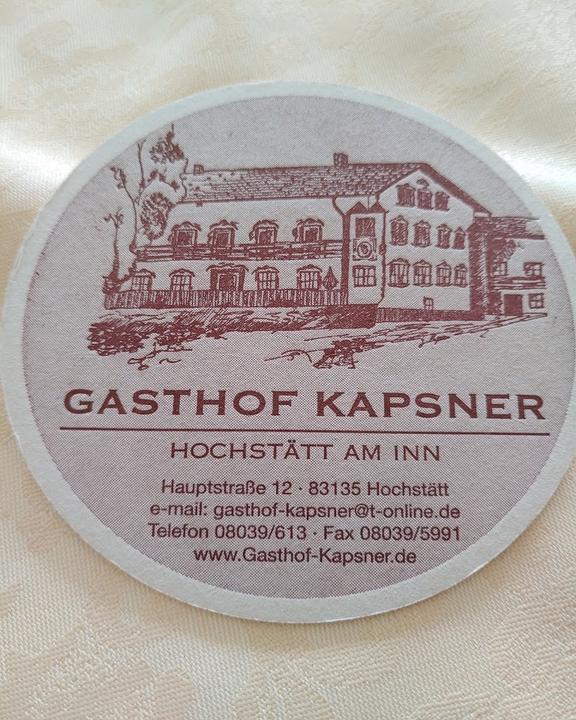 GASTHOF KAPSNER
HOCHSTÄTT AM INN
Hauptstraße 12 · 83135 Hochstätt
e-mail: gasthof-kapsner@t-online.de
Telefon 08039/613 · Fax 08039/5991
www.Gasthof-Kapsner.de